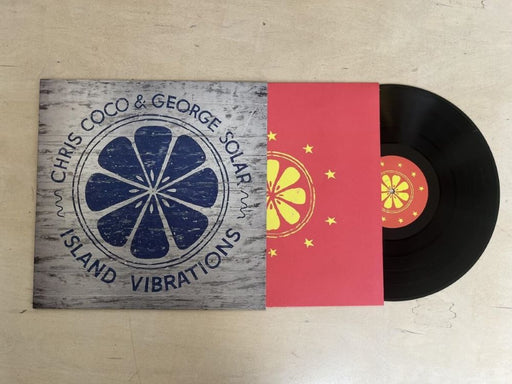 CHRIS COCO & GEORGE SOLAR
ISLAND VIBRATIONS